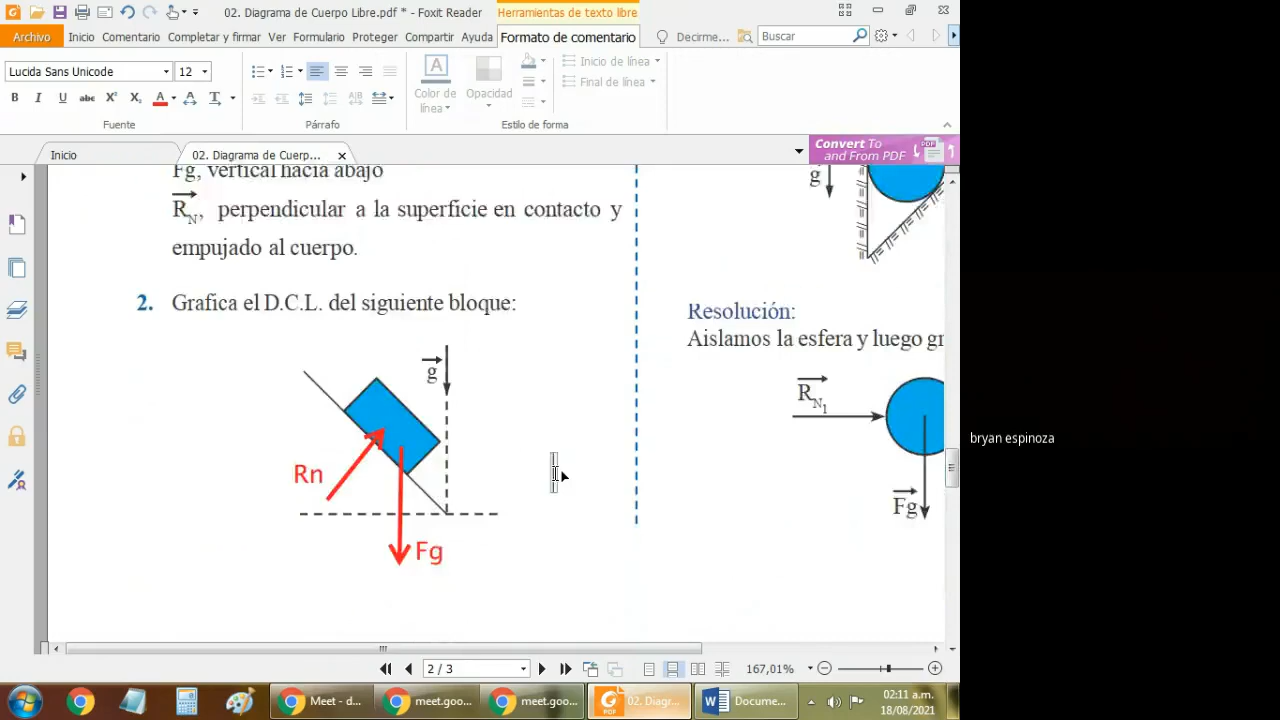 02. Diagrama de Cuerpo Libre.pdf * - Foxit Reader
Herramientas de texto libre
Archivo Inicio Comentario Completar y firmar Ver Formulario Proteger Compartir Ayuda Formato de comentario Decirme... Buscar
Lucida Sans Unicode 12
Color de línea Opacidad
Inicio de línea
Final de línea
Fuente Párrafo Estilo de forma
Inicio 02. Diagrama de Cuerp...
Convert To
and From PDF
Fg, vertical hacia abajo
RN, perpendicular a la superficie en contacto y
empujado al cuerpo.
2. Grafica el D.C.L. del siguiente bloque:
g
Rn
Fg
g
Resolución:
Aislamos la esfera y luego gr
RN1
Fg
bryan espinoza
2 / 3
167,01%
Meet - d... meet.goo... meet.goo... 02. Diagr... Docume...
02:11 a.m.
18/08/2021